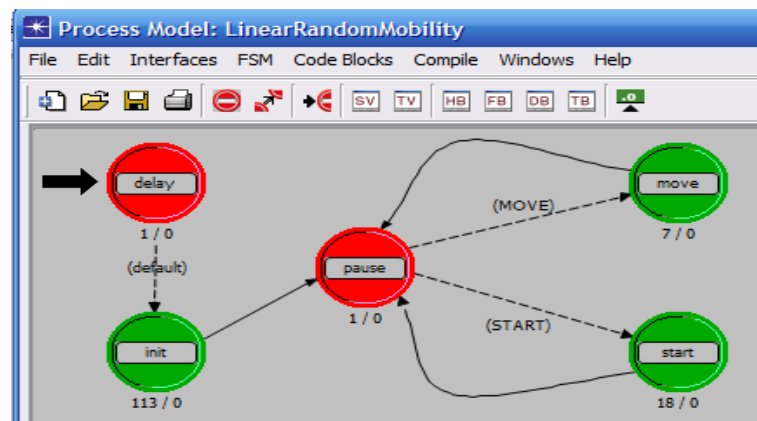 Process Model: LinearRandomMobility
File Edit Interfaces FSM Code Blocks Compile Windows Help
SV TV HB FB DB TB .0
delay
1 / 0
(default)
init
113 / 0
pause
1 / 0
(MOVE)
move
7 / 0
(START)
start
18 / 0